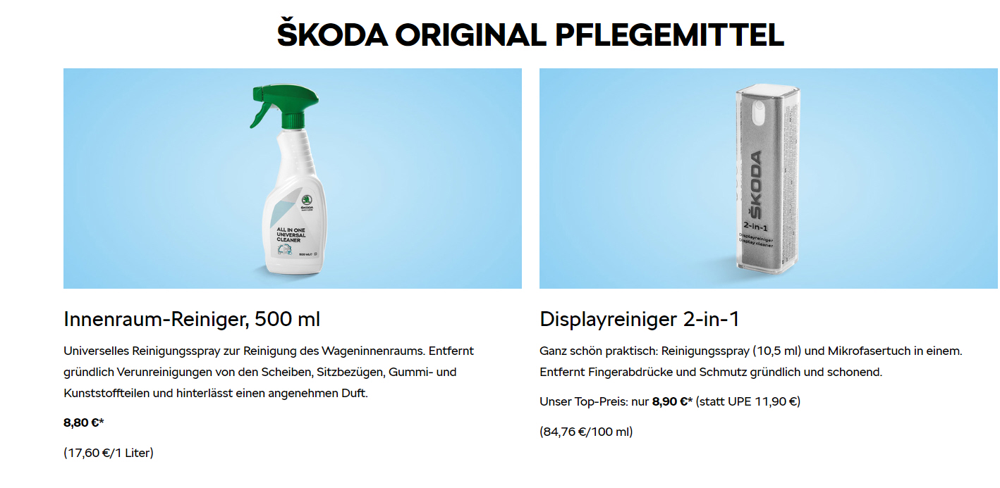 ŠKODA ORIGINAL PFLEGEMITTEL
ŠKODA
ALL IN ONE
UNIVERSAL
CLEANER
500 ML
ŠKODA
2-in-1
Displayreiniger
Display cleaner
Innenraum-Reiniger, 500 ml
Universelles Reinigungsspray zur Reinigung des Wageninnenraums. Entfernt
gründlich Verunreinigungen von den Scheiben, Sitzbezügen, Gummi- und
Kunststoffteilen und hinterlässt einen angenehmen Duft.
8,80 €*
(17,60 €/1 Liter)
Displayreiniger 2-in-1
Ganz schön praktisch: Reinigungsspray (10,5 ml) und Mikrofasertuch in einem.
Entfernt Fingerabdrücke und Schmutz gründlich und schonend.
Unser Top-Preis: nur 8,90 €* (statt UPE 11,90 €)
(84,76 €/100 ml)